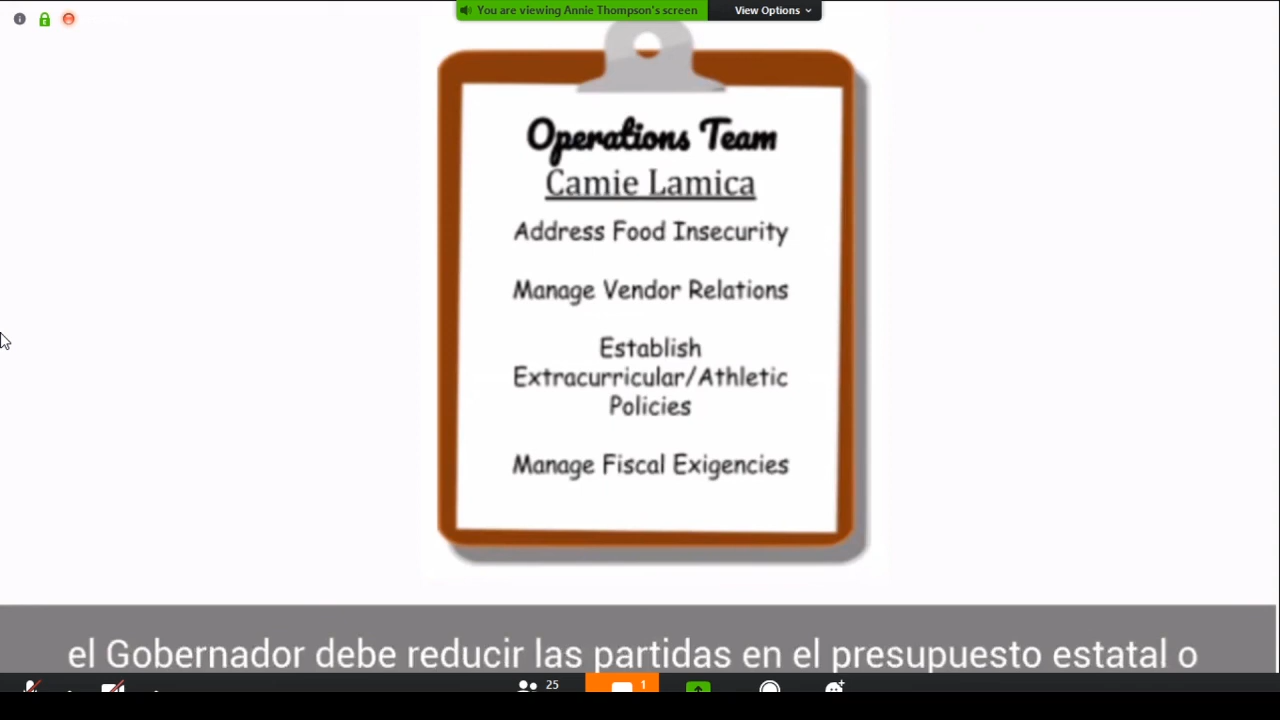 You are viewing Annie Thompson's screen
View Options
Operations Team
Camie Lamica
Address Food Insecurity
Manage Vendor Relations
Establish
Extracurricular/Athletic
Policies
Manage Fiscal Exigencies
el Gobernador debe reducir las partidas en el presupuesto estatal o
25
1